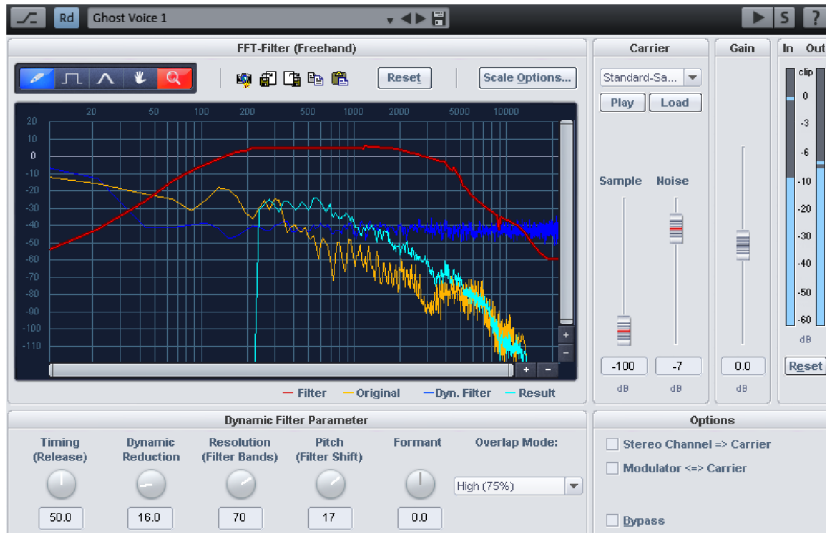 Rd Ghost Voice 1 S ?
FFT-Filter (Freehand)
Reset Scale Options...
20 50 100 200 500 1000 2000 5000 10000
20
10
0
-10
-20
-30
-40
-50
-60
-70
-80
-90
-100
-110
+
-
+ -
Filter Original Dyn. Filter Result
Carrier
Standard-Sa...
Play Load
Sample Noise
-100 -7
dB dB
Gain
0.0
dB
In Out
clip
0
-3
-6
-10
-20
-30
-40
-50
-60
dB
Reset
Dynamic Filter Parameter
Timing (Release)
50.0
Dynamic Reduction
16.0
Resolution (Filter Bands)
70
Pitch (Filter Shift)
17
Formant
0.0
Overlap Mode:
High (75%)
Options
Stereo Channel => Carrier
Modulator <=> Carrier
Bypass